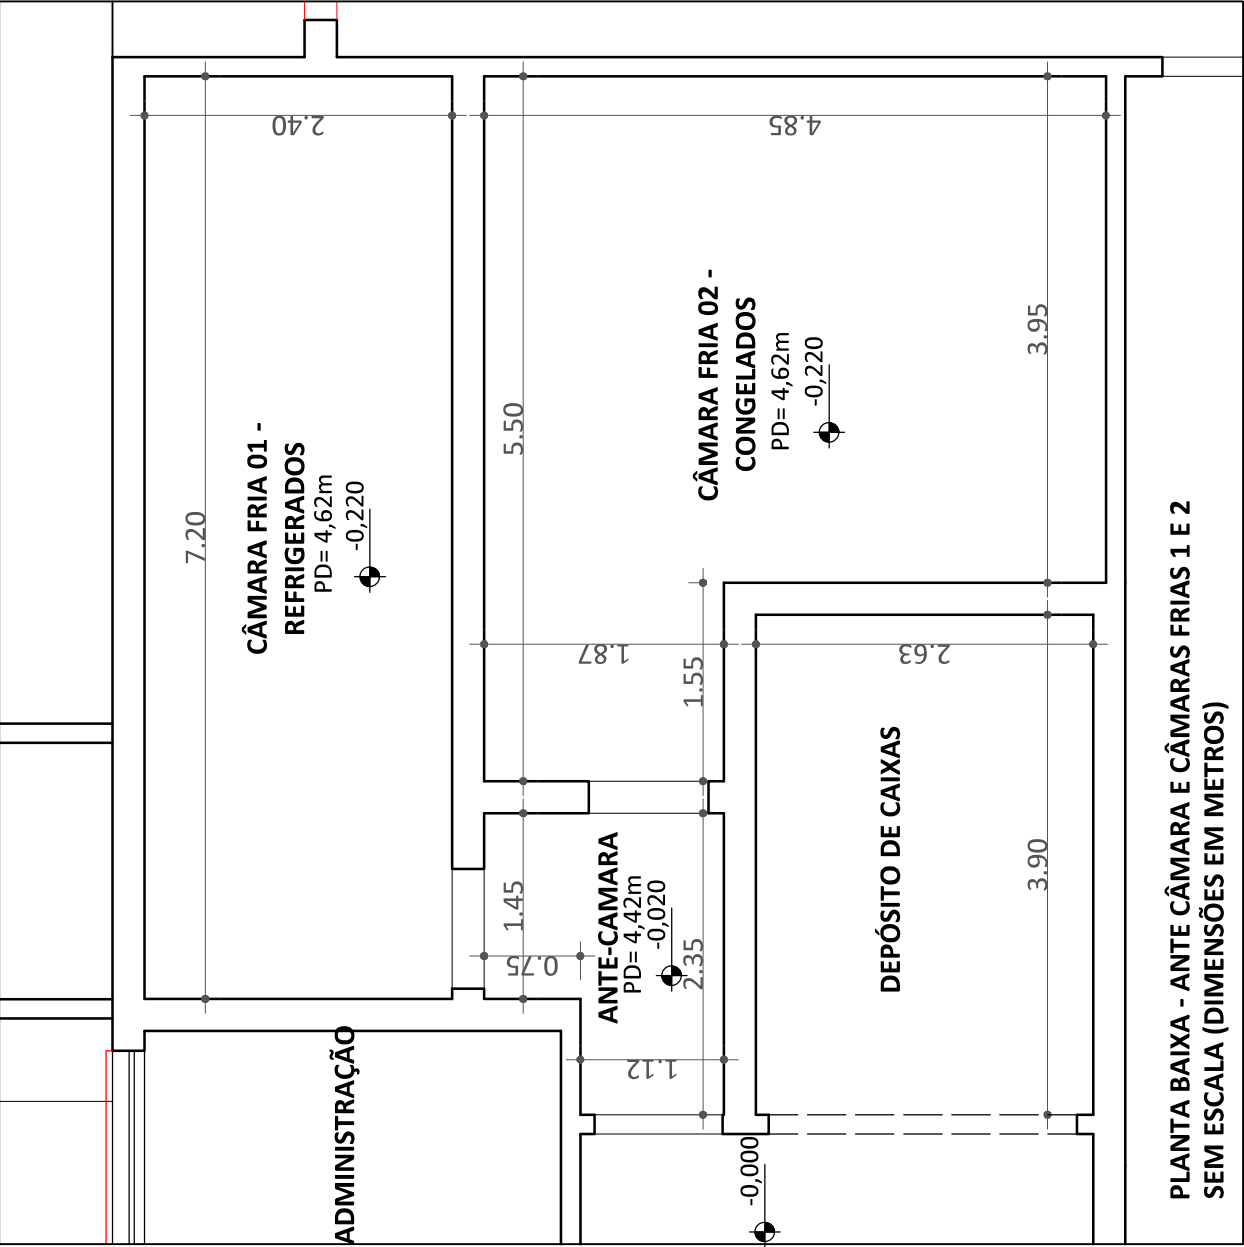 2.40
7.20
CÂMARA FRIA 01 -
REFRIGERADOS
PD= 4,62m
-0,220
4.85
5.50
3.95
CÂMARA FRIA 02 -
CONGELADOS
PD= 4,62m
-0,220
1.87
1.55
2.63
1.45
0.75
ANTE-CAMARA
PD= 4,42m
-0,020
2.35
1.12
DEPÓSITO DE CAIXAS
3.90
ADMINISTRAÇÃO
-0,000
PLANTA BAIXA - ANTE CÂMARA E CÂMARAS FRIAS 1 E 2
SEM ESCALA (DIMENSÕES EM METROS)